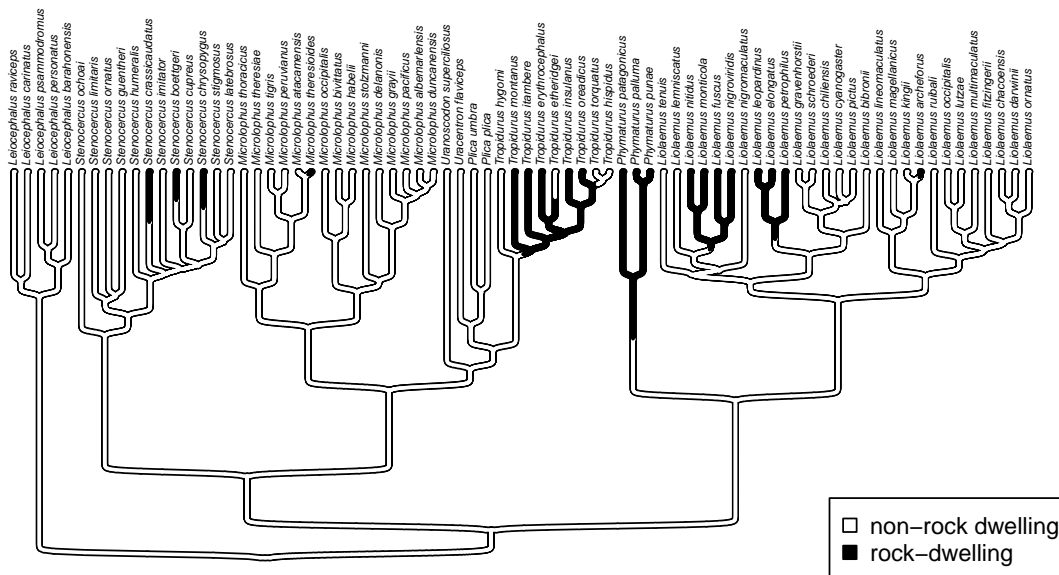 Leiocephalus raviceps
Leiocephalus carinatus
Leiocephalus psammodromus
Leiocephalus personatus
Leiocephalus barahonensis
Stenocercus ochoai
Stenocercus limitaris
Stenocercus ornatus
Stenocercus guentheri
Stenocercus humeralis
Stenocercus crassicaudatus
Stenocercus imitator
Stenocercus boettgeri
Stenocercus cupreus
Stenocercus chrysopygus
Stenocercus stigmosus
Stenocercus latebrosus
Microlophus thoracicus
Microlophus theresiae
Microlophus tigris
Microlophus peruvianus
Microlophus atacamensis
Microlophus theresioides
Microlophus occipitalis
Microlophus bivittatus
Microlophus habelii
Microlophus stolzmanni
Microlophus delanonis
Microlophus grayii
Microlophus pacificus
Microlophus albemarlensis
Microlophus duncanensis
Uranoscodon superciliosus
Uracentron flaviceps
Plica umbra
Plica plica
Tropidurus hygomi
Tropidurus montanus
Tropidurus itambere
Tropidurus erythrocephalus
Tropidurus etheridgei
Tropidurus insulanus
Tropidurus oreadicus
Tropidurus torquatus
Tropidurus hispidus
Phymaturus patagonicus
Phymaturus palluma
Phymaturus punae
Liolaemus tenuis
Liolaemus lemniscatus
Liolaemus nitidus
Liolaemus monticola
Liolaemus fuscus
Liolaemus nigroviridis
Liolaemus nigromaculatus
Liolaemus leopardinus
Liolaemus elongatus
Liolaemus petrophilus
Liolaemus gravenhorstii
Liolaemus schroederi
Liolaemus chiliensis
Liolaemus cyanogaster
Liolaemus pictus
Liolaemus bibronii
Liolaemus lineomaculatus
Liolaemus magellanicus
Liolaemus kingii
Liolaemus archeforus
Liolaemus ruibali
Liolaemus occipitalis
Liolaemus lutzae
Liolaemus multimaculatus
Liolaemus fitzingerii
Liolaemus chacoensis
Liolaemus darwinii
Liolaemus ornatus
non−rock dwelling
rock−dwelling